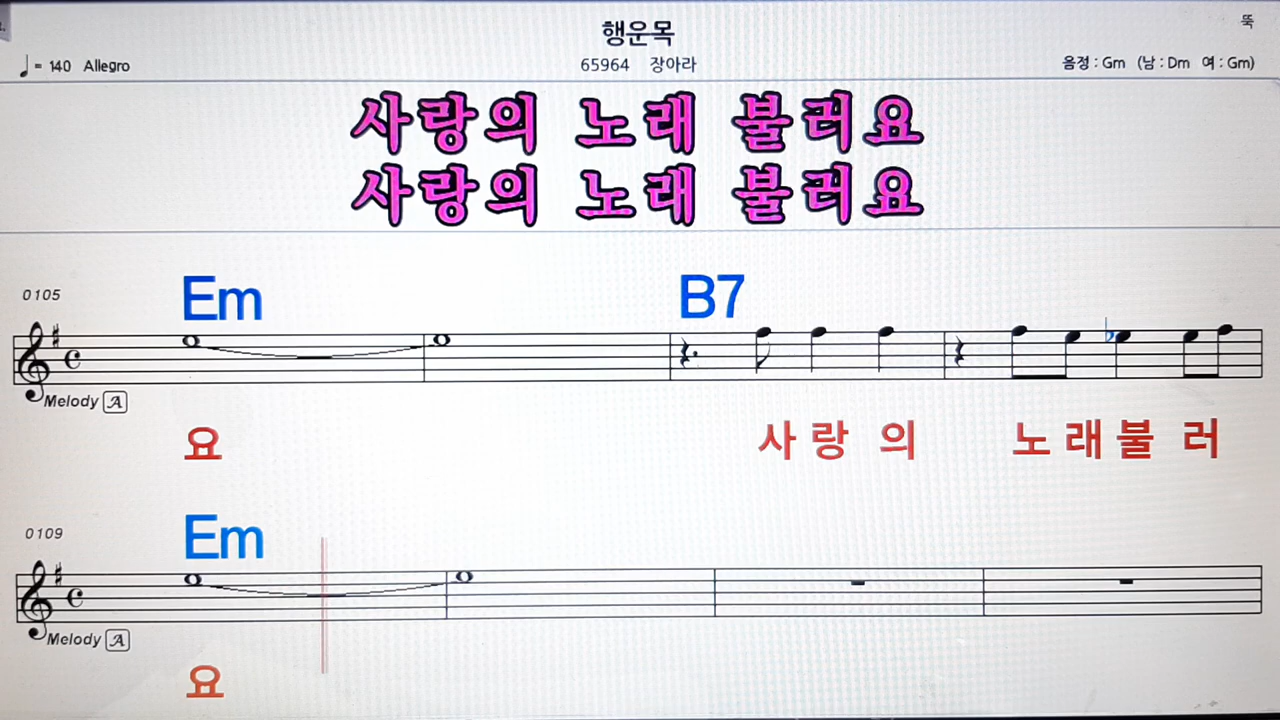 행운목
뚝
♩ = 140 Allegro
65964 장아라
음정 : Gm (남 : Dm 여 : Gm)
사랑의 노래 불러요
사랑의 노래 불러요
0105
Em B7
Melody A
요 사 랑 의 노 래 불 러
0109
Em
Melody A
요